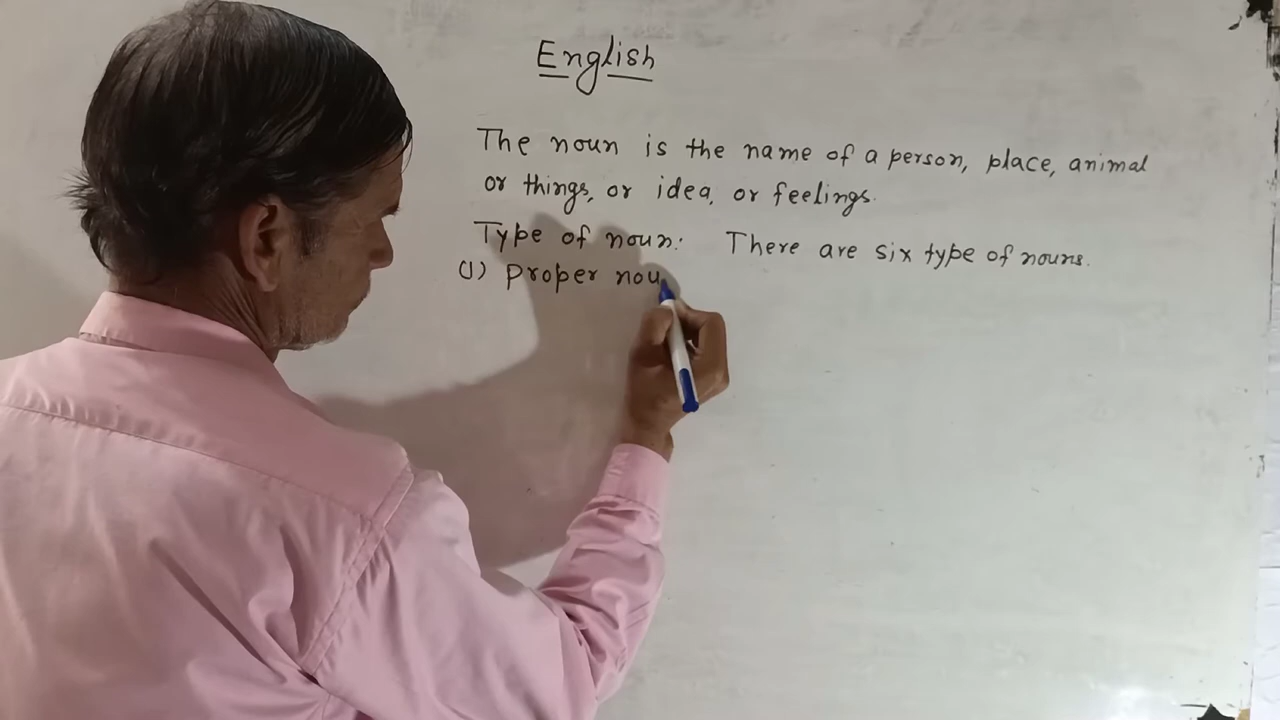 English
The noun is the name of a person, place, animal
or things, or idea, or feelings.
Type of noun: There are six type of nouns.
(1) Proper nou